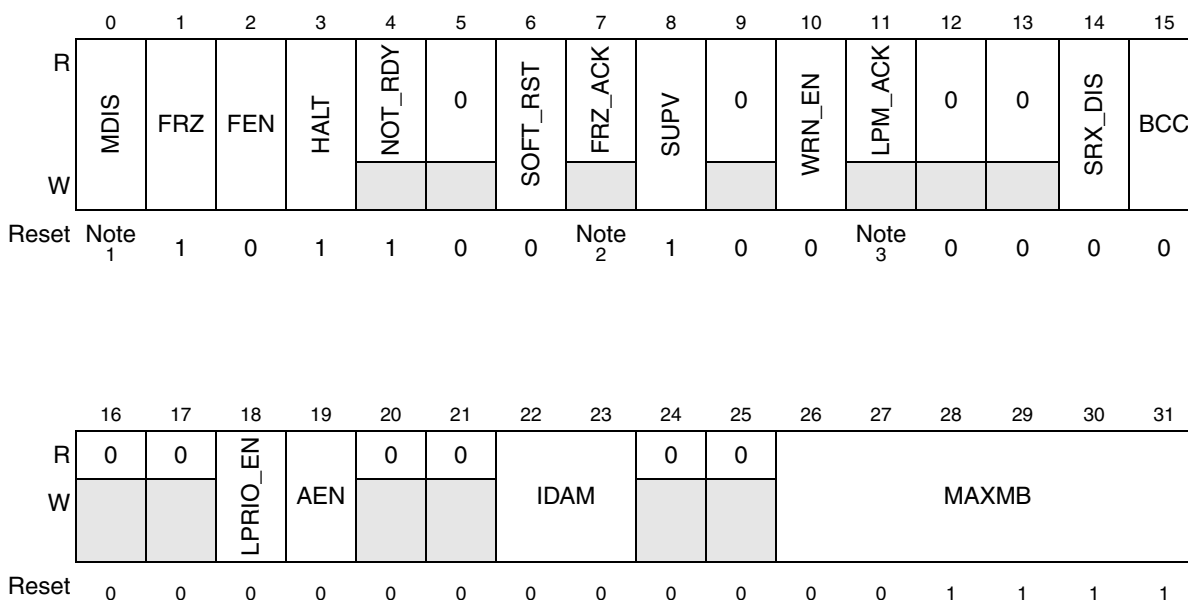 0 1 2 3 4 5 6 7 8 9 10 11 12 13 14 15
R MDIS FRZ FEN HALT NOT_RDY 0 SOFT_RST FRZ_ACK SUPV 0 WRN_EN LPM_ACK 0 0 SRX_DIS BCC
W
Reset Note 1 1 0 1 1 0 0 Note 2 1 0 0 Note 3 0 0 0 0
16 17 18 19 20 21 22 23 24 25 26 27 28 29 30 31
R 0 0 LPRIO_EN AEN 0 0 IDAM 0 0 MAXMB
W
Reset 0 0 0 0 0 0 0 0 0 0 0 0 1 1 1 1